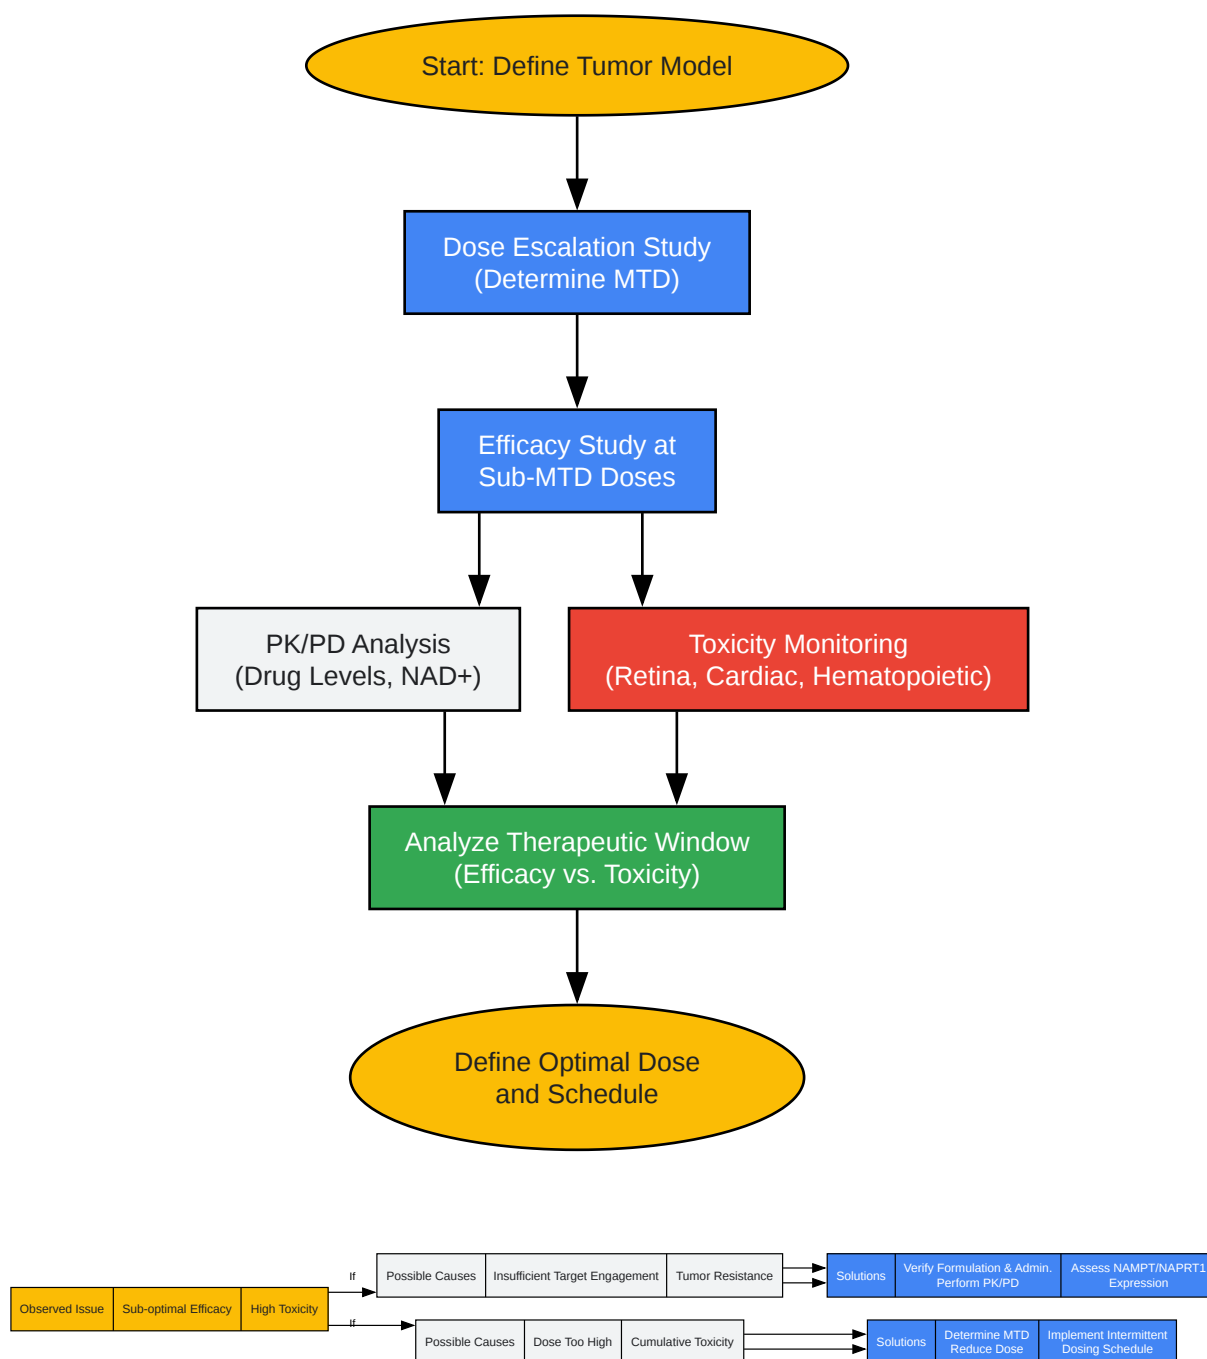 Start: Define Tumor Model
Dose Escalation Study
(Determine MTD)
Efficacy Study at
Sub-MTD Doses
PK/PD Analysis
(Drug Levels, NAD+)
Toxicity Monitoring
(Retina, Cardiac, Hematopoietic)
Analyze Therapeutic Window
(Efficacy vs. Toxicity)
Define Optimal Dose
and Schedule
Observed Issue
Sub-optimal Efficacy
High Toxicity
If
If
Possible Causes
Insufficient Target Engagement
Tumor Resistance
Solutions
Verify Formulation & Admin.
Perform PK/PD
Assess NAMPT/NAPRT1
Expression
Possible Causes
Dose Too High
Cumulative Toxicity
Solutions
Determine MTD
Reduce Dose
Implement Intermittent
Dosing Schedule